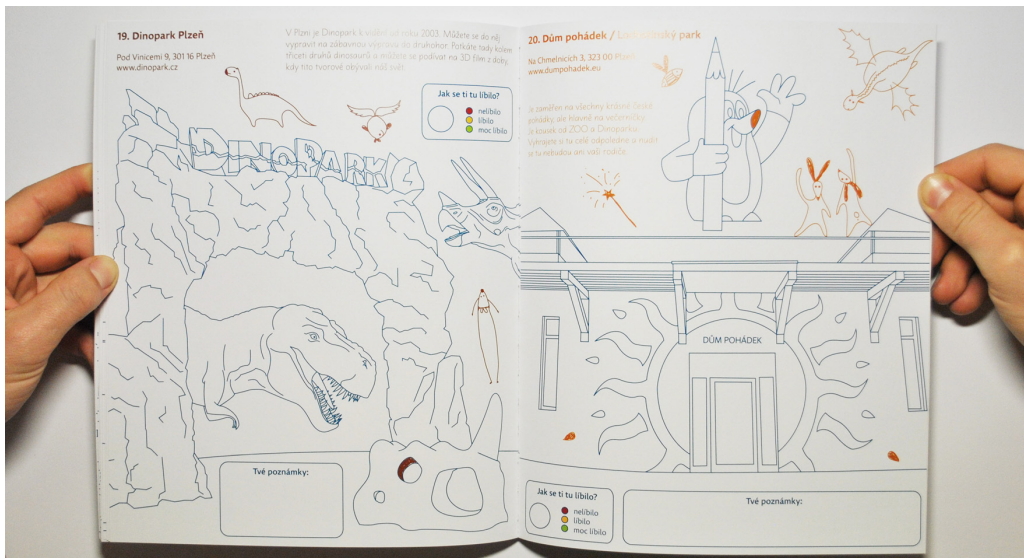 19. Dinopark Plzeň
Pod Vinicemi 9, 301 16 Plzeň
www.dinopark.cz
V Plzni je Dinopark k vidění od roku 2003. Můžete se do něj
vypravit na zábavnou výpravu do druhohor. Potkáte tady kolem
třiceti druhů dinosaurů a můžete se podívat na 3D film z doby,
kdy tito tvorové obývali náš svět.
Jak se ti tu líbilo?
nelíbilo
líbilo
moc líbilo
DINOPARK
Tvé poznámky:
20. Dům pohádek / park
Na Chmelnicích 3, 323 00 Plzeň
www.dumpohadek.eu
Je zaměřen na všechny krásné české
pohádky, ale hlavně na večerníčky.
Je kousek od ZOO a Dinoparku.
Vyhrajete si tu celé odpoledne a nudit
se tu nebudou ani vaši rodiče.
DŮM POHÁDEK
Jak se ti tu líbilo?
nelíbilo
líbilo
moc líbilo
Tvé poznámky: